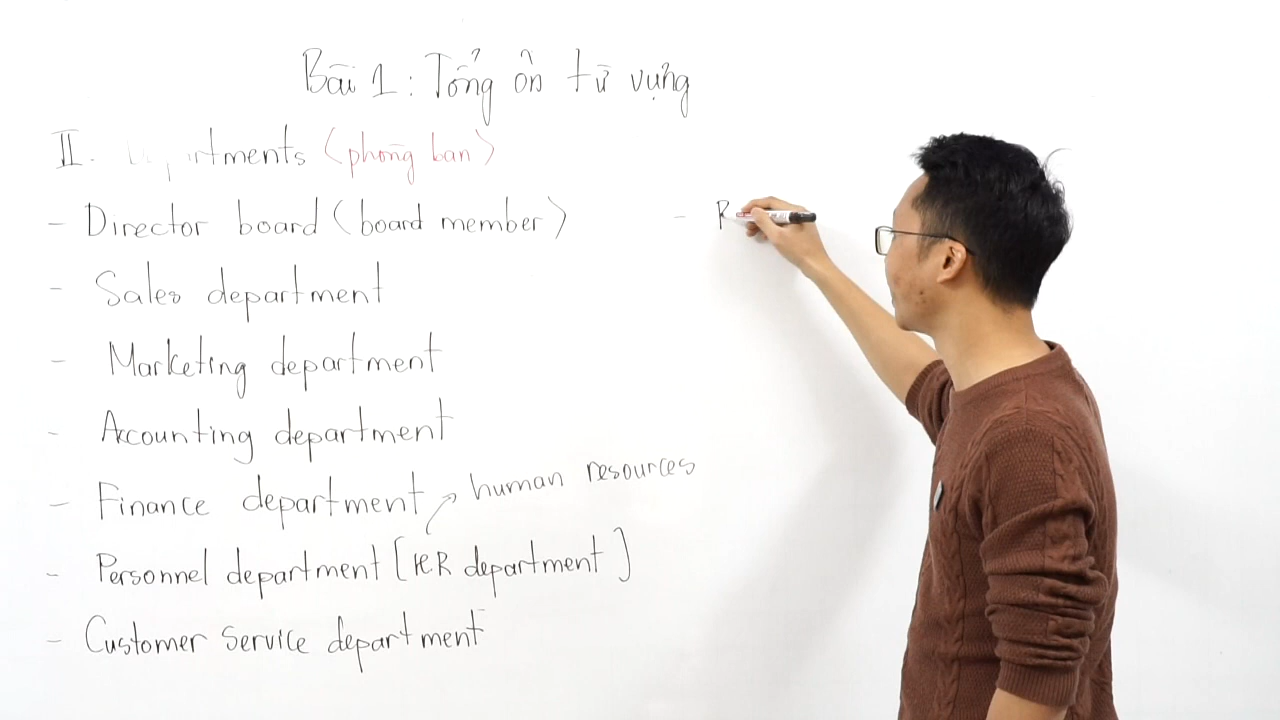 Bài 1: Tổng ôn từ vựng
II. Departments (phòng ban)
- Director board (board member)
- Sales department
- Marketing department
- Accounting department
- Finance department
human resources
- Personnel department [HR department]
- Customer service department
- R